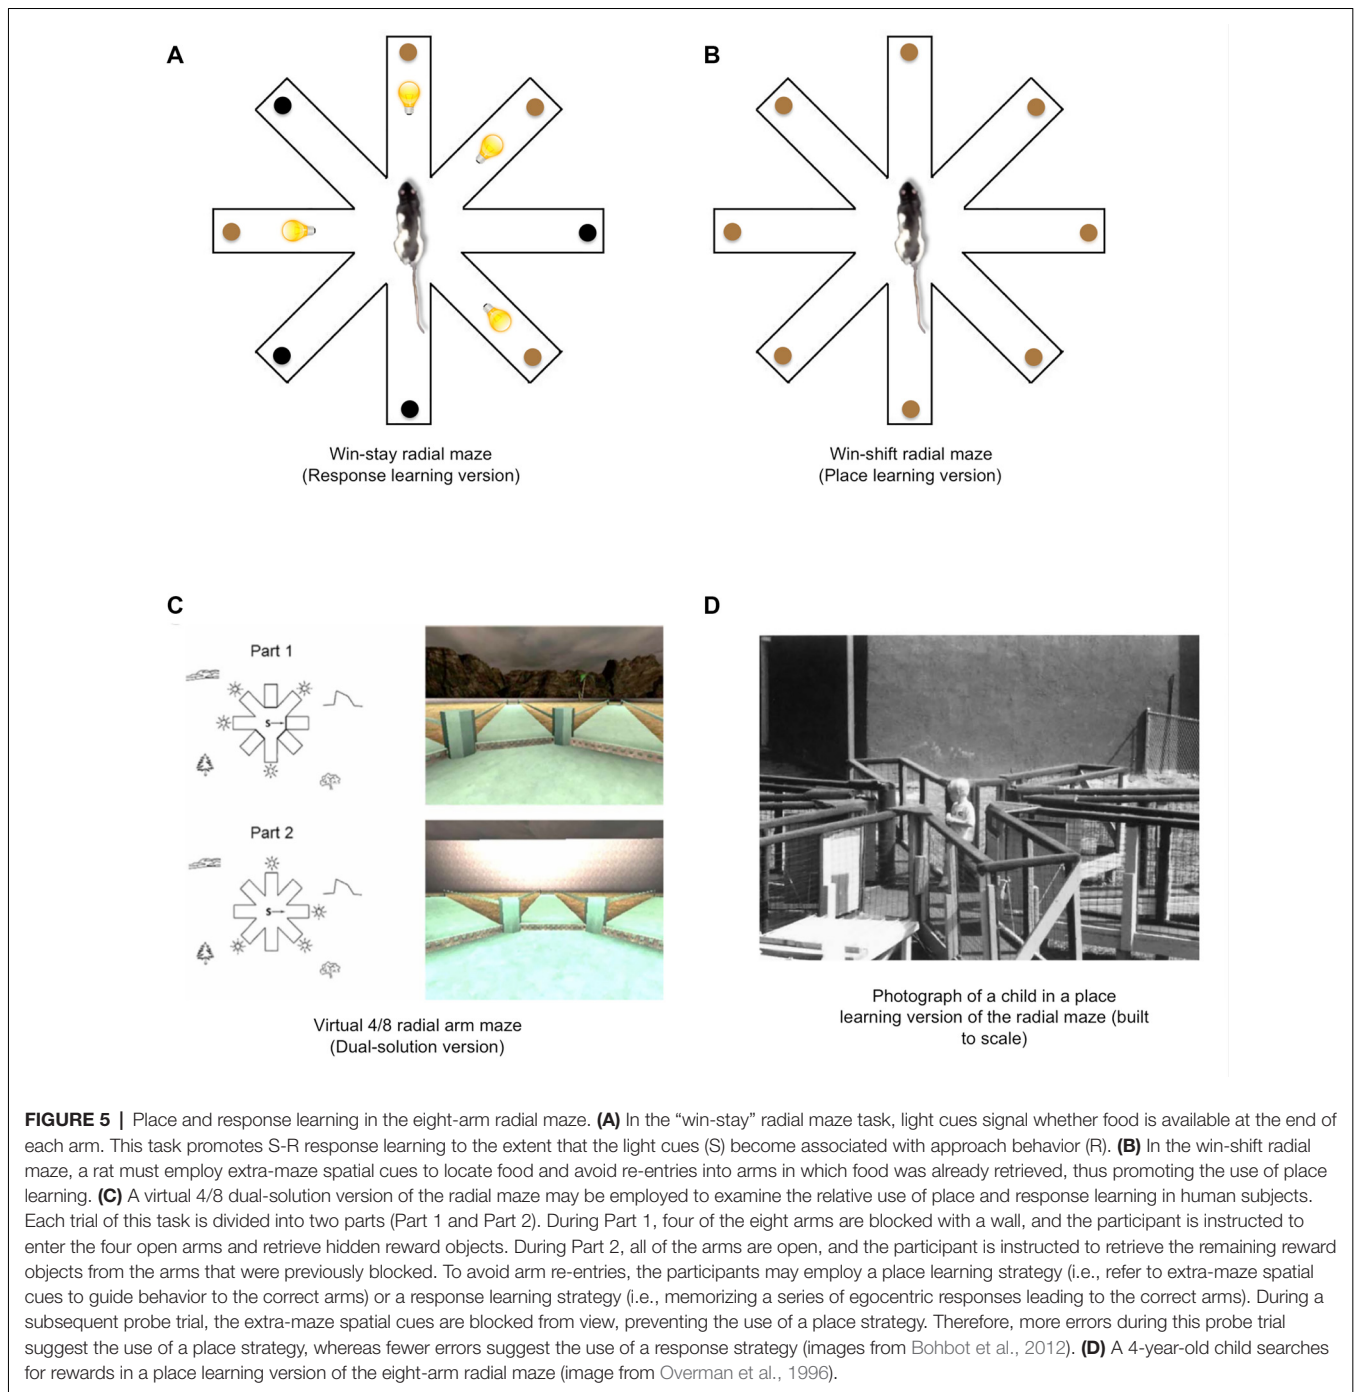 A
B
Win-stay radial maze
(Response learning version)
Win-shift radial maze
(Place learning version)
C
D
Part 1
S
Part 2
S
Virtual 4/8 radial arm maze
(Dual-solution version)
Photograph of a child in a place
learning version of the radial maze (built
to scale)
FIGURE 5 | Place and response learning in the eight-arm radial maze. (A) In the “win-stay” radial maze task, light cues signal whether food is available at the end of
each arm. This task promotes S-R response learning to the extent that the light cues (S) become associated with approach behavior (R). (B) In the win-shift radial
maze, a rat must employ extra-maze spatial cues to locate food and avoid re-entries into arms in which food was already retrieved, thus promoting the use of place
learning. (C) A virtual 4/8 dual-solution version of the radial maze may be employed to examine the relative use of place and response learning in human subjects.
Each trial of this task is divided into two parts (Part 1 and Part 2). During Part 1, four of the eight arms are blocked with a wall, and the participant is instructed to
enter the four open arms and retrieve hidden reward objects. During Part 2, all of the arms are open, and the participant is instructed to retrieve the remaining reward
objects from the arms that were previously blocked. To avoid arm re-entries, the participants may employ a place learning strategy (i.e., refer to extra-maze spatial
cues to guide behavior to the correct arms) or a response learning strategy (i.e., memorizing a series of egocentric responses leading to the correct arms). During a
subsequent probe trial, the extra-maze spatial cues are blocked from view, preventing the use of a place strategy. Therefore, more errors during this probe trial
suggest the use of a place strategy, whereas fewer errors suggest the use of a response strategy (images from Bohbot et al., 2012). (D) A 4-year-old child searches
for rewards in a place learning version of the eight-arm radial maze (image from Overman et al., 1996).